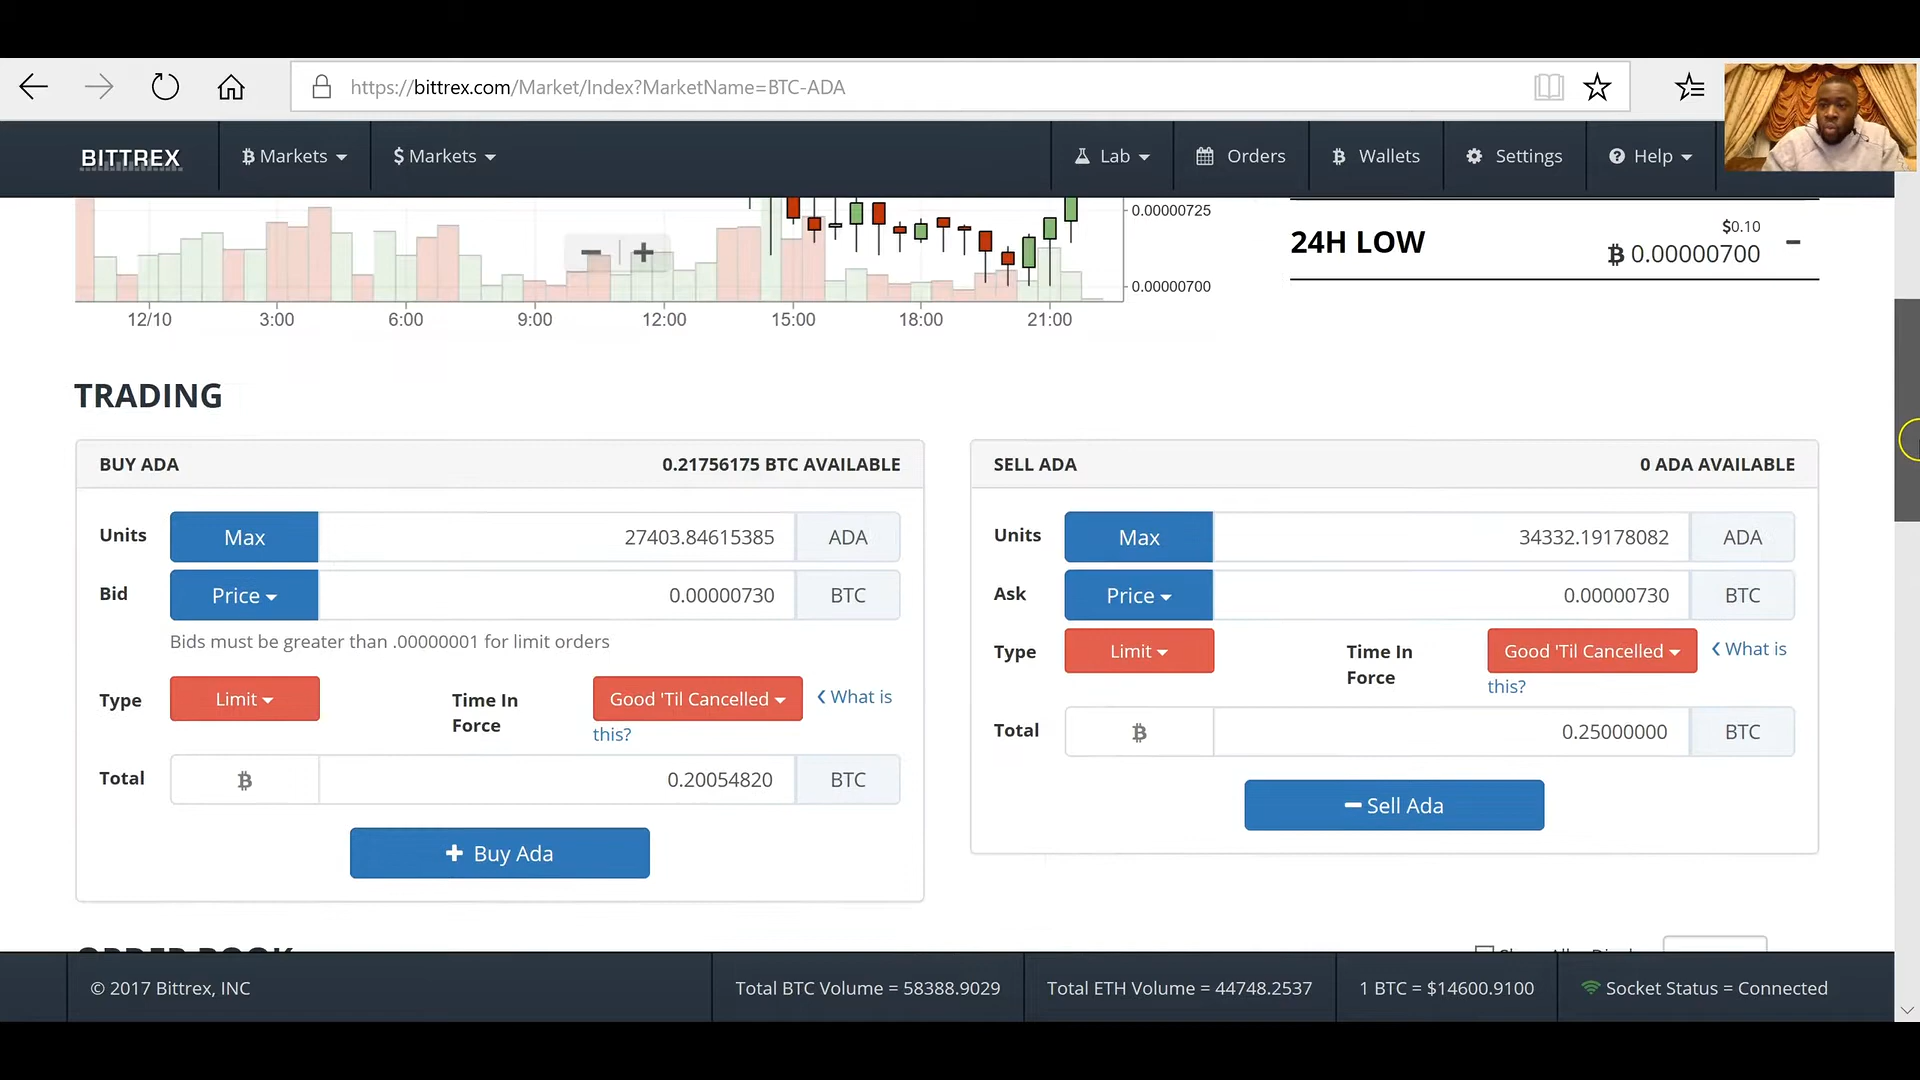 https://bittrex.com/Market/Index?MarketName=BTC-ADA
BITTREX
Markets
$ Markets
Lab
Orders
Wallets
Settings
Help
0.00000725
0.00000700
12/10
3:00
6:00
9:00
12:00
15:00
18:00
21:00
24H LOW
$0.10
0.00000700
TRADING
BUY ADA
0.21756175 BTC AVAILABLE
Units
Max
27403.84615385
ADA
Bid
Price
0.00000730
BTC
Bids must be greater than .00000001 for limit orders
Type
Limit
Time In
Force
Good 'Til Cancelled
What is
this?
Total
0.20054820
BTC
Buy Ada
SELL ADA
0 ADA AVAILABLE
Units
Max
34332.19178082
ADA
Ask
Price
0.00000730
BTC
Type
Limit
Time In
Force
Good 'Til Cancelled
What is
this?
Total
0.25000000
BTC
Sell Ada
ORDER BOOK
© 2017 Bittrex, INC
Total BTC Volume = 58388.9029
Total ETH Volume = 44748.2537
1 BTC = $14600.9100
Socket Status = Connected